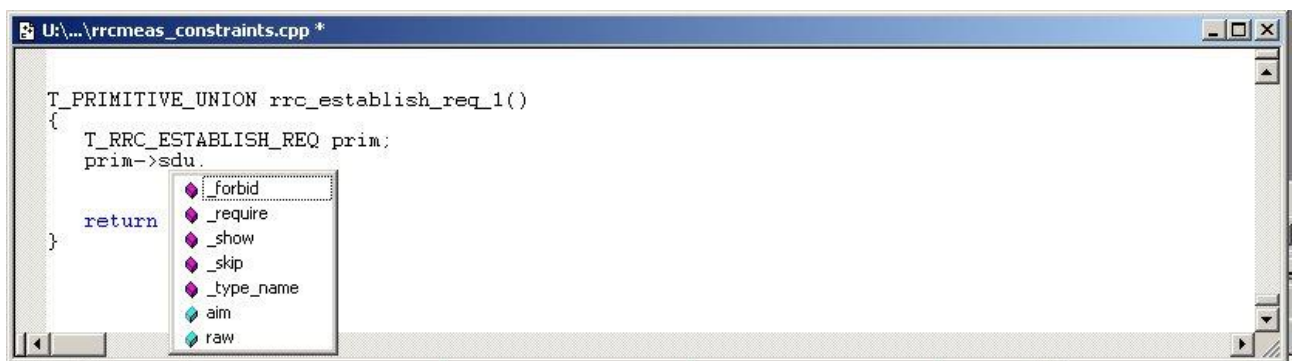 U:\...\rrcmeas_constraints.cpp *
T_PRIMITIVE_UNION rrc_establish_req_1()
{
T_RRC_ESTABLISH_REQ prim;
prim->sdu.
_forbid
_require
return
_show
}
_skip
_type_name
aim
raw